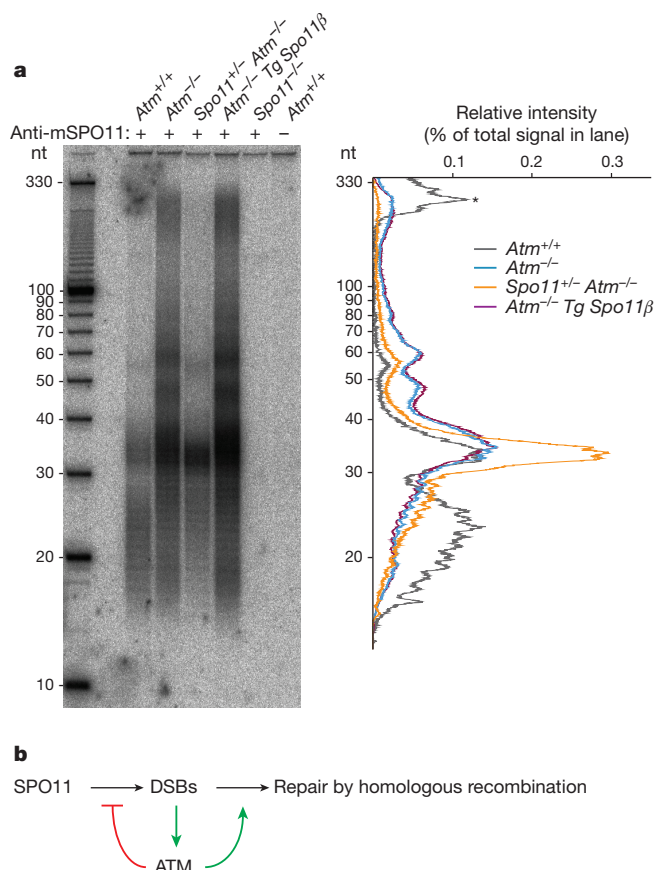 a
Atm+/+
Atm−/−
Spo11+/− Atm−/−
Atm−/− Tg Spo11β
Spo11−/−
Atm+/+
Anti-mSPO11: + + + + + −
nt
330
100
90
80
70
60
50
40
30
20
10
Relative intensity
(% of total signal in lane)
nt 0.1 0.2 0.3
330
*
Atm+/+
Atm−/−
Spo11+/− Atm−/−
Atm−/− Tg Spo11β
100
90
80
70
60
50
40
30
20
b
SPO11 DSBs Repair by homologous recombination
ATM